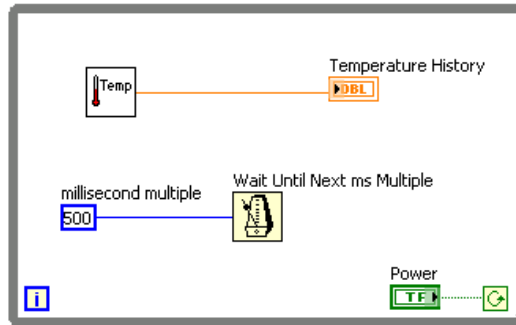 Temperature History
Temp
DBL
Wait Until Next ms Multiple
millisecond multiple
500
Power
i
TF